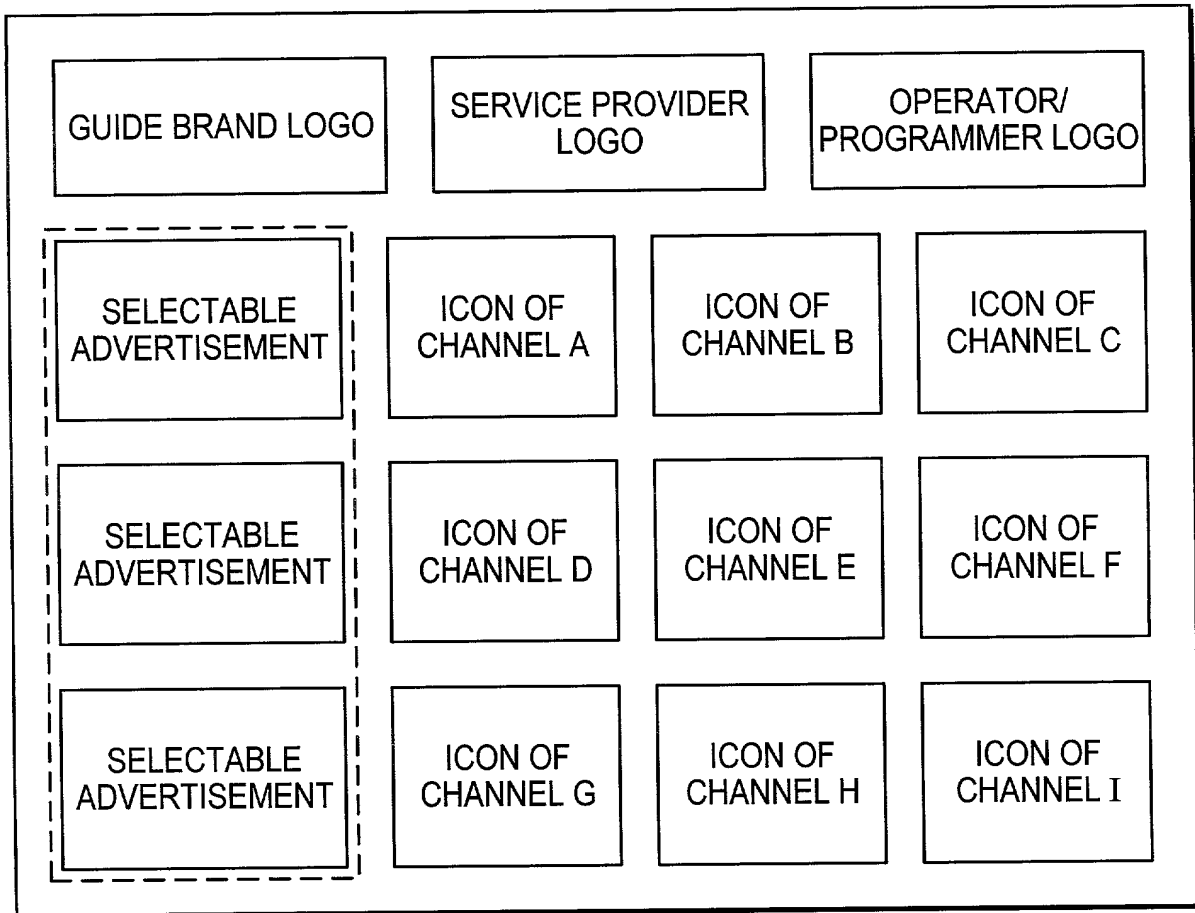 GUIDE BRAND LOGO
SERVICE PROVIDER
LOGO
OPERATOR/
PROGRAMMER LOGO
SELECTABLE
ADVERTISEMENT
ICON OF
CHANNEL A
ICON OF
CHANNEL B
ICON OF
CHANNEL C
SELECTABLE
ADVERTISEMENT
ICON OF
CHANNEL D
ICON OF
CHANNEL E
ICON OF
CHANNEL F
SELECTABLE
ADVERTISEMENT
ICON OF
CHANNEL G
ICON OF
CHANNEL H
ICON OF
CHANNEL I